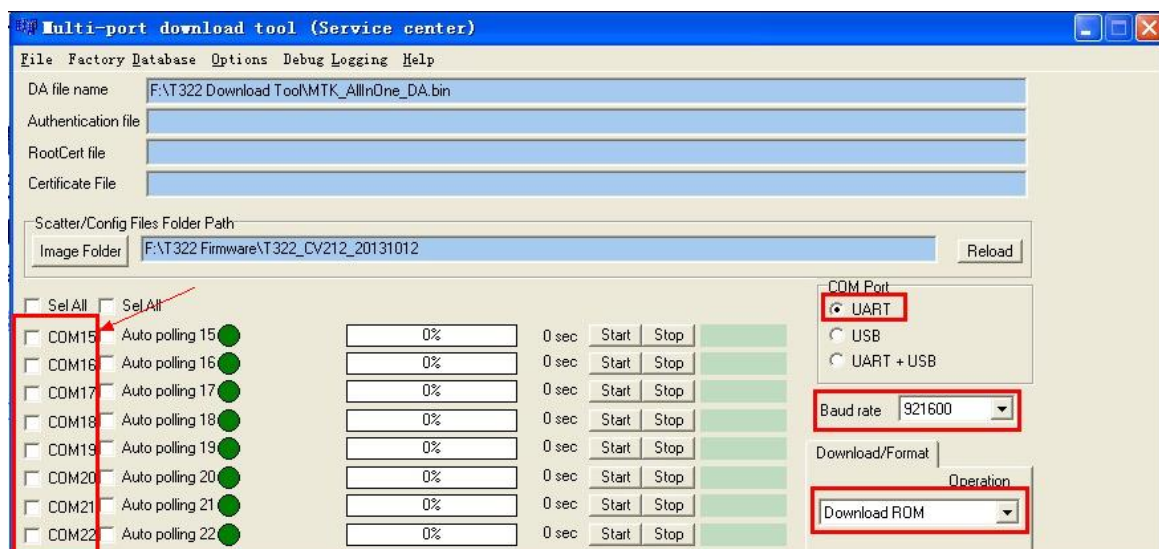 Multi-port download tool (Service center)
File Factory Database Options Debug Logging Help
DA file name F:\T322 Download Tool\MTK_AllInOne_DA.bin
Authentication file
RootCert file
Certificate File
Scatter/Config Files Folder Path
Image Folder F:\T322 Firmware\T322_CV212_20131012 Reload
Sel All Sel All
COM15 Auto polling 15 0% 0 sec Start Stop
COM16 Auto polling 16 0% 0 sec Start Stop
COM17 Auto polling 17 0% 0 sec Start Stop
COM18 Auto polling 18 0% 0 sec Start Stop
COM19 Auto polling 19 0% 0 sec Start Stop
COM20 Auto polling 20 0% 0 sec Start Stop
COM21 Auto polling 21 0% 0 sec Start Stop
COM22 Auto polling 22 0% 0 sec Start Stop
COM Port
UART
USB
UART + USB
Baud rate 921600
Download/Format
Operation
Download ROM